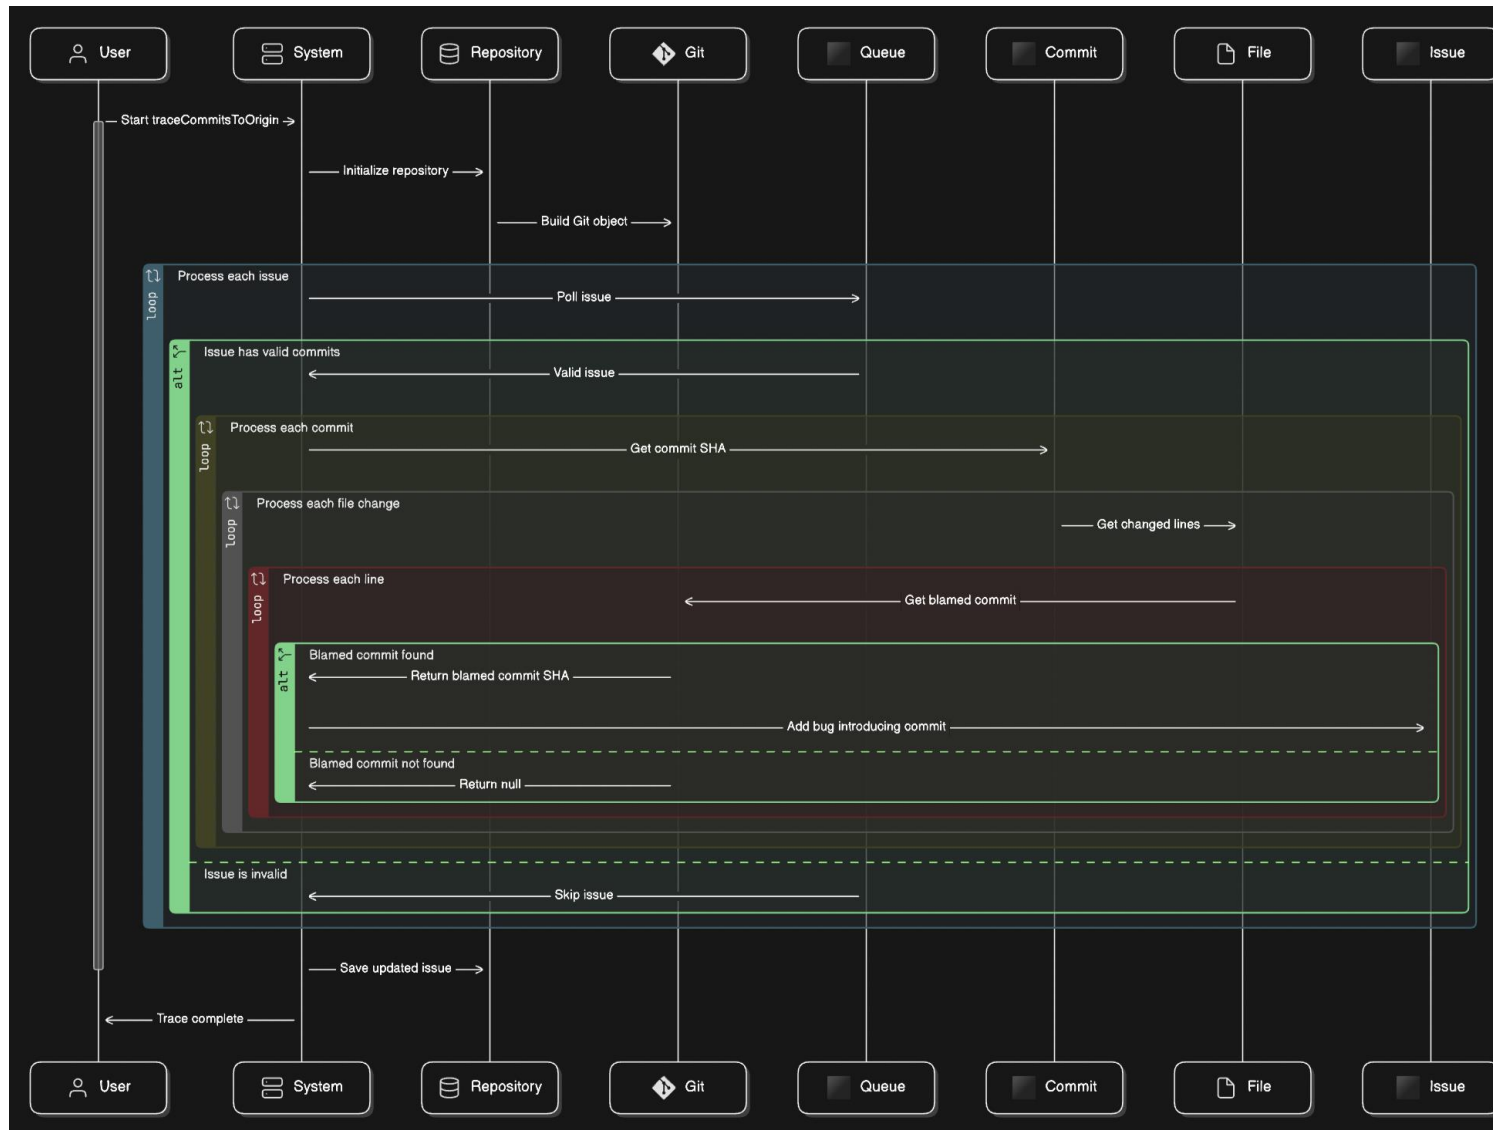 User
System
Repository
Git
Queue
Commit
File
Issue
Start traceCommitsToOrigin
Initialize repository
Build Git object
loop
Process each issue
Poll issue
alt
Issue has valid commits
Valid issue
loop
Process each commit
Get commit SHA
loop
Process each file change
Get changed lines
loop
Process each line
Get blamed commit
alt
Blamed commit found
Return blamed commit SHA
Add bug introducing commit
Blamed commit not found
Return null
Issue is invalid
Skip issue
Save updated issue
Trace complete
User
System
Repository
Git
Queue
Commit
File
Issue